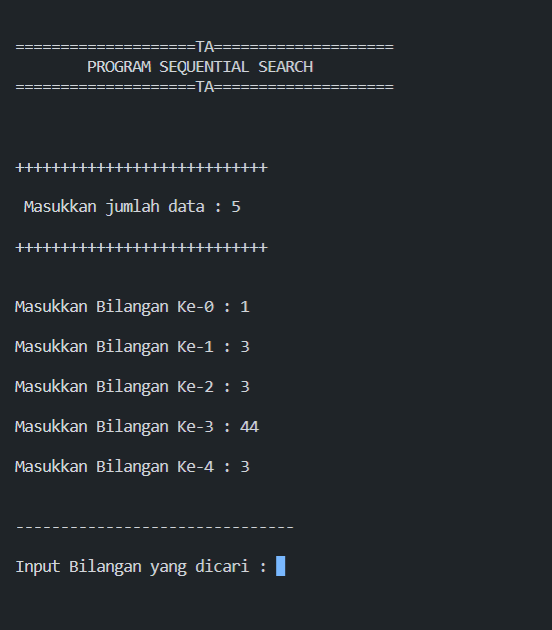 ====================TA====================
PROGRAM SEQUENTIAL SEARCH
====================TA====================
++++++++++++++++++++++++++++
Masukkan jumlah data : 5
++++++++++++++++++++++++++++
Masukkan Bilangan Ke-0 : 1
Masukkan Bilangan Ke-1 : 3
Masukkan Bilangan Ke-2 : 3
Masukkan Bilangan Ke-3 : 44
Masukkan Bilangan Ke-4 : 3
-------------------------------
Input Bilangan yang dicari :